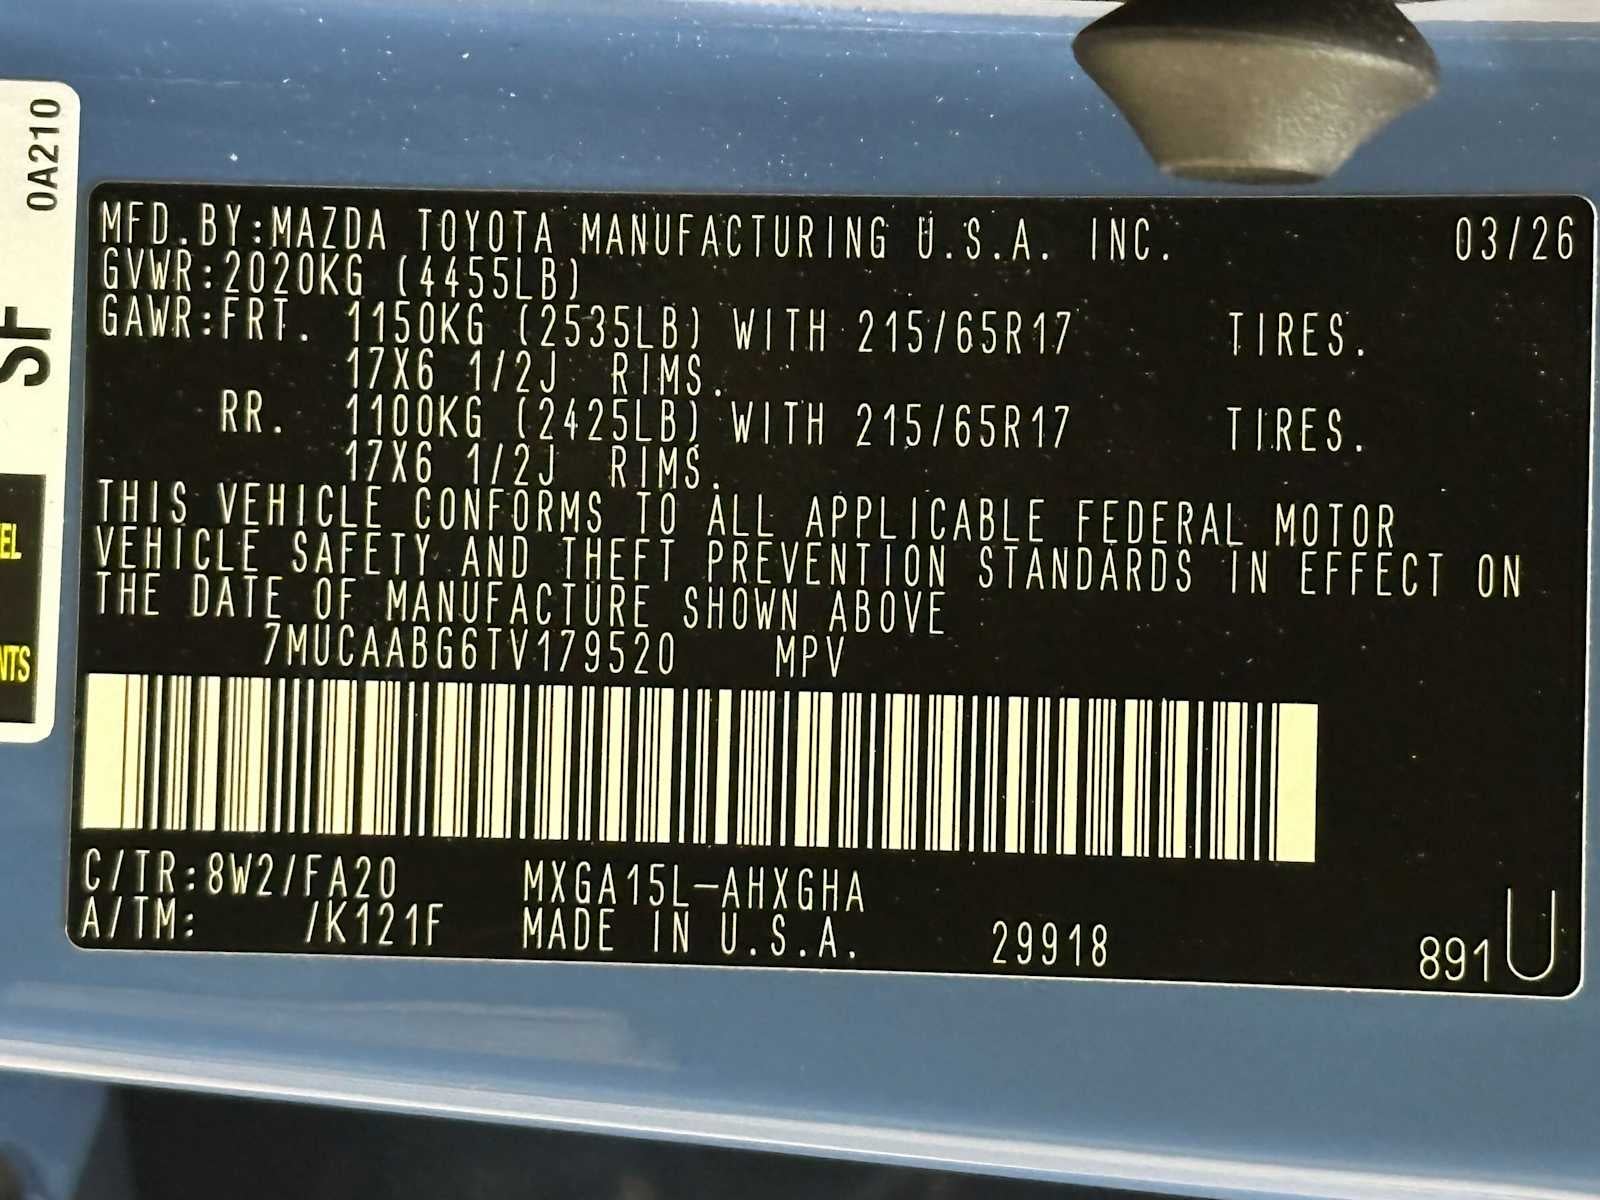 0A210
SF
EL
NTS
MFD.BY:MAZDA TOYOTA MANUFACTURING U.S.A. INC. 03/26
GVWR:2020KG (4455LB)
GAWR:FRT. 1150KG (2535LB) WITH 215/65R17 TIRES.
17X6 1/2J RIMS.
RR. 1100KG (2425LB) WITH 215/65R17 TIRES.
17X6 1/2J RIMS.
THIS VEHICLE CONFORMS TO ALL APPLICABLE FEDERAL MOTOR
VEHICLE SAFETY AND THEFT PREVENTION STANDARDS IN EFFECT ON
THE DATE OF MANUFACTURE SHOWN ABOVE
7MUCAABG6TV179520 MPV
C/TR:8W2/FA20 MXGA15L-AHXGHA
A/TM: /K121F MADE IN U.S.A. 29918 891U